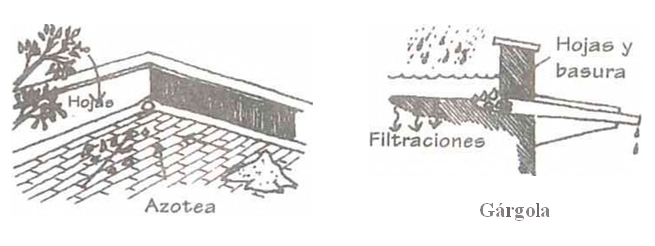 Hojas
Azotea
Hojas y
basura
Filtraciones
Gárgola